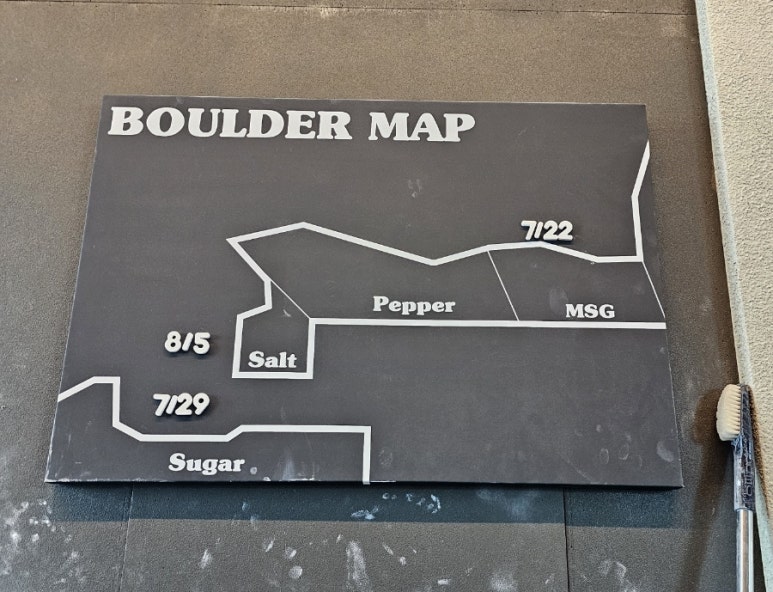 BOULDER MAP
7/22
Pepper
MSG
8/5
Salt
7/29
Sugar